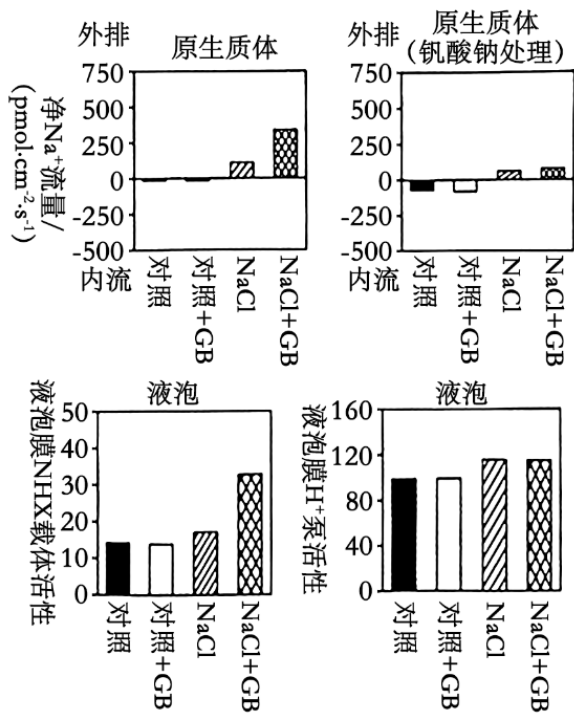 外排 原生质体
750
500
250
0
-250
-500
内流
净Na⁺流量/
(pmol·cm⁻²·s⁻¹)
对照
对照+GB
NaCl
NaCl+GB
外排 原生质体
(钒酸钠处理)
750
500
250
0
-250
-500
内流
对照
对照+GB
NaCl
NaCl+GB
液泡
50
40
30
20
10
0
液泡膜NHX载体活性
对照
对照+GB
NaCl
NaCl+GB
液泡
160
120
80
40
0
液泡膜H⁺泵活性
对照
对照+GB
NaCl
NaCl+GB